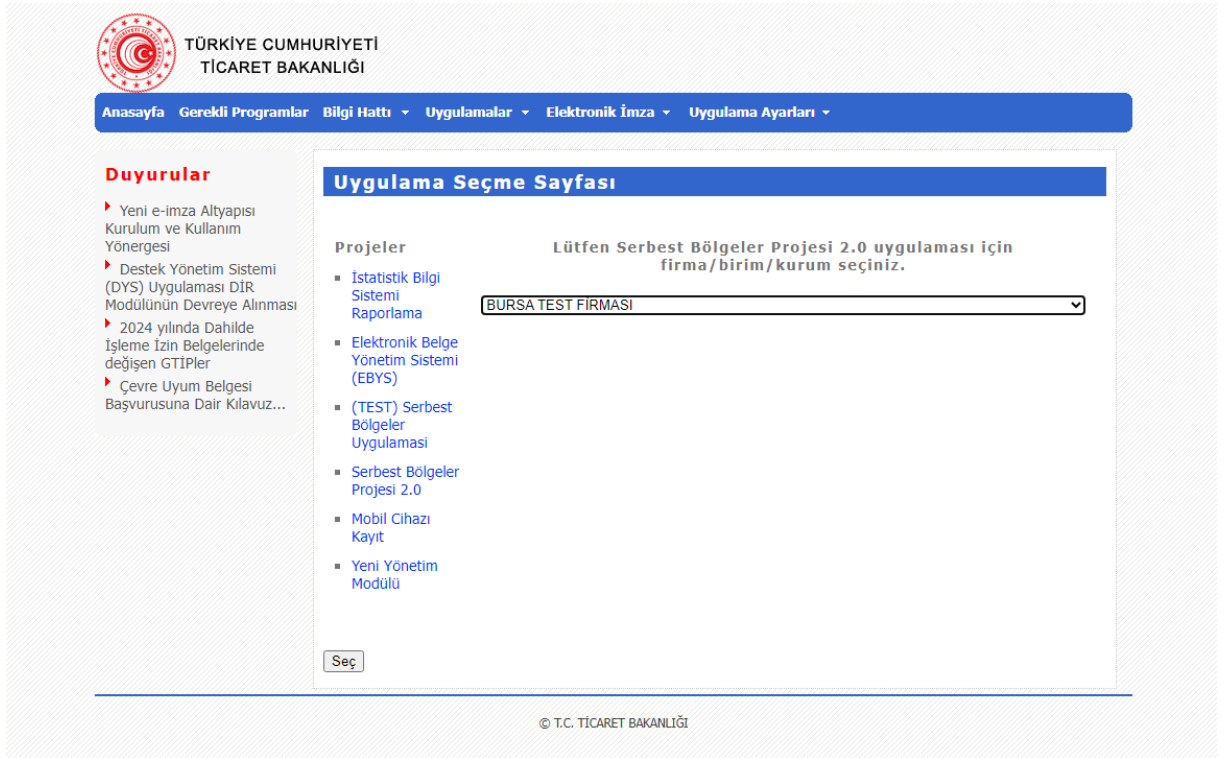 TÜRKİYE CUMHURİYETİ
TİCARET BAKANLIĞI
Anasayfa Gerekli Programlar Bilgi Hattı Uygulamalar Elektronik İmza Uygulama Ayarları
Duyurular
Yeni e-imza Altyapısı
Kurulum ve Kullanım
Yönergesi
Destek Yönetim Sistemi
(DYS) Uygulaması DİR
Modülünün Devreye Alınması
2024 yılında Dahilde
İşleme İzin Belgelerinde
değişen GTİPler
Çevre Uyum Belgesi
Başvurusuna Dair Kılavuz...
Uygulama Seçme Sayfası
Projeler
İstatistik Bilgi
Sistemi
Raporlama
Elektronik Belge
Yönetim Sistemi
(EBYS)
(TEST) Serbest
Bölgeler
Uygulamasi
Serbest Bölgeler
Projesi 2.0
Mobil Cihazı
Kayıt
Yeni Yönetim
Modülü
Lütfen Serbest Bölgeler Projesi 2.0 uygulaması için
firma/birim/kurum seçiniz.
BURSA TEST FİRMASI
Seç
© T.C. TİCARET BAKANLIĞI